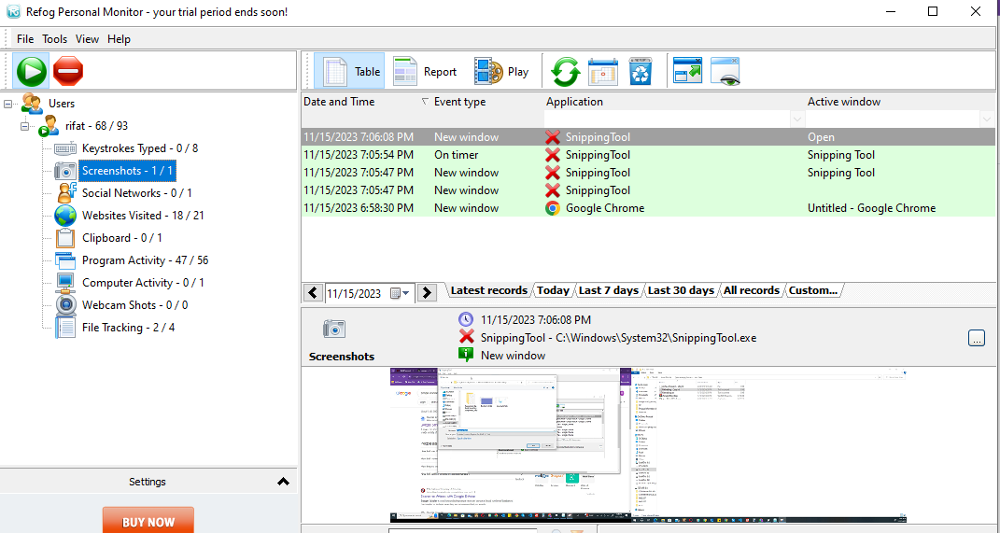 Refog Personal Monitor - your trial period ends soon!
File Tools View Help
Table Report Play
Users
rifat - 68 / 93
Keystrokes Typed - 0 / 8
Screenshots - 1 / 1
Social Networks - 0 / 1
Websites Visited - 18 / 21
Clipboard - 0 / 1
Program Activity - 47 / 56
Computer Activity - 0 / 1
Webcam Shots - 0 / 0
File Tracking - 2 / 4
Settings
BUY NOW
Date and Time Event type Application Active window
11/15/2023 7:06:08 PM New window SnippingTool Open
11/15/2023 7:05:54 PM On timer SnippingTool Snipping Tool
11/15/2023 7:05:47 PM New window SnippingTool Snipping Tool
11/15/2023 7:05:47 PM New window SnippingTool
11/15/2023 6:58:30 PM New window Google Chrome Untitled - Google Chrome
11/15/2023 Latest records Today Last 7 days Last 30 days All records Custom...
11/15/2023 7:06:08 PM
SnippingTool - C:\Windows\System32\SnippingTool.exe
Screenshots New window
...